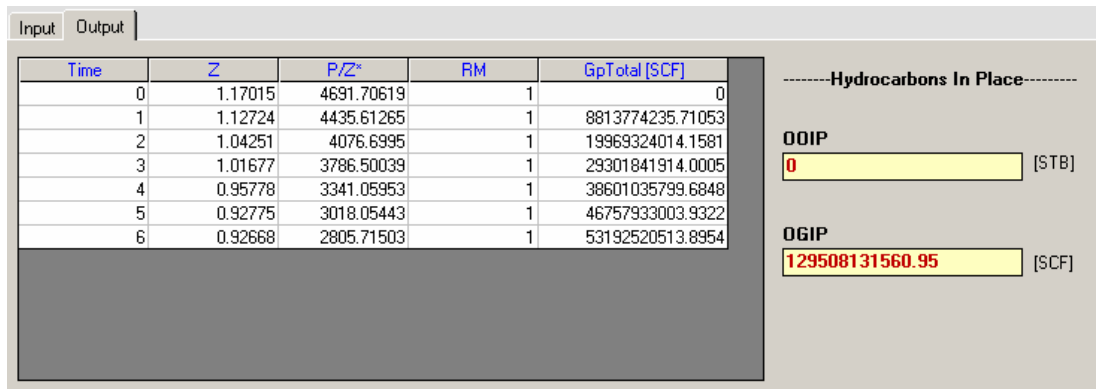 Input Output
Time Z P/Z* RM GpTotal [SCF]
0 1.17015 4691.70619 1 0
1 1.12724 4435.61265 1 8813774235.71053
2 1.04251 4076.6995 1 19969324014.1581
3 1.01677 3786.50039 1 29301841914.0005
4 0.95778 3341.05953 1 38601035799.6848
5 0.92775 3018.05443 1 46757933003.9322
6 0.92668 2805.71503 1 53192520513.8954
--------Hydrocarbons In Place---------
OOIP
0 [STB]
OGIP
129508131560.95 [SCF]